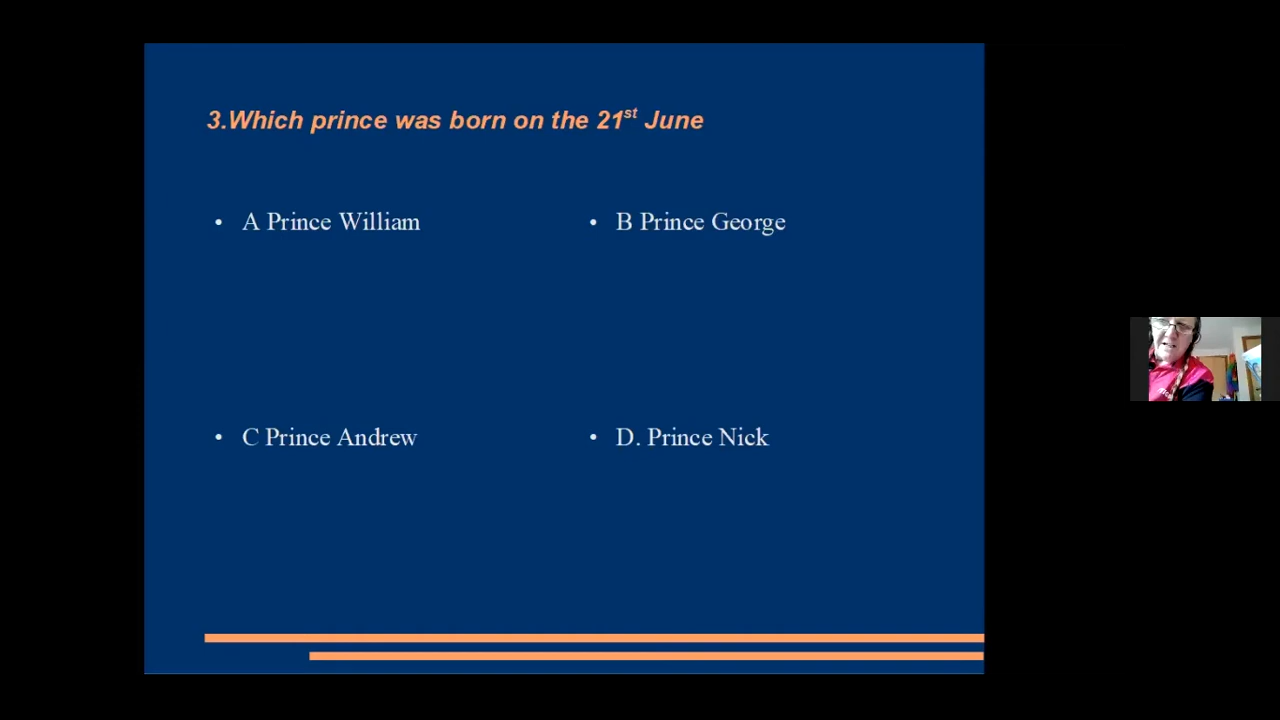 3.Which prince was born on the 21st June
• A Prince William
• B Prince George
• C Prince Andrew
• D. Prince Nick